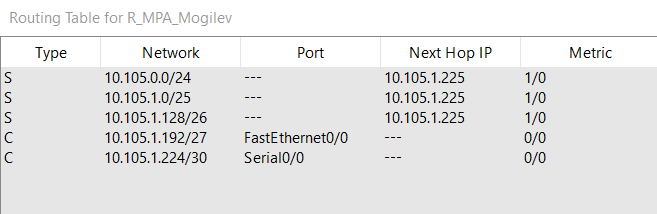 Routing Table for R_MPA_Mogilev
Type Network Port Next Hop IP Metric
S 10.105.0.0/24 --- 10.105.1.225 1/0
S 10.105.1.0/25 --- 10.105.1.225 1/0
S 10.105.1.128/26 --- 10.105.1.225 1/0
C 10.105.1.192/27 FastEthernet0/0 --- 0/0
C 10.105.1.224/30 Serial0/0 --- 0/0